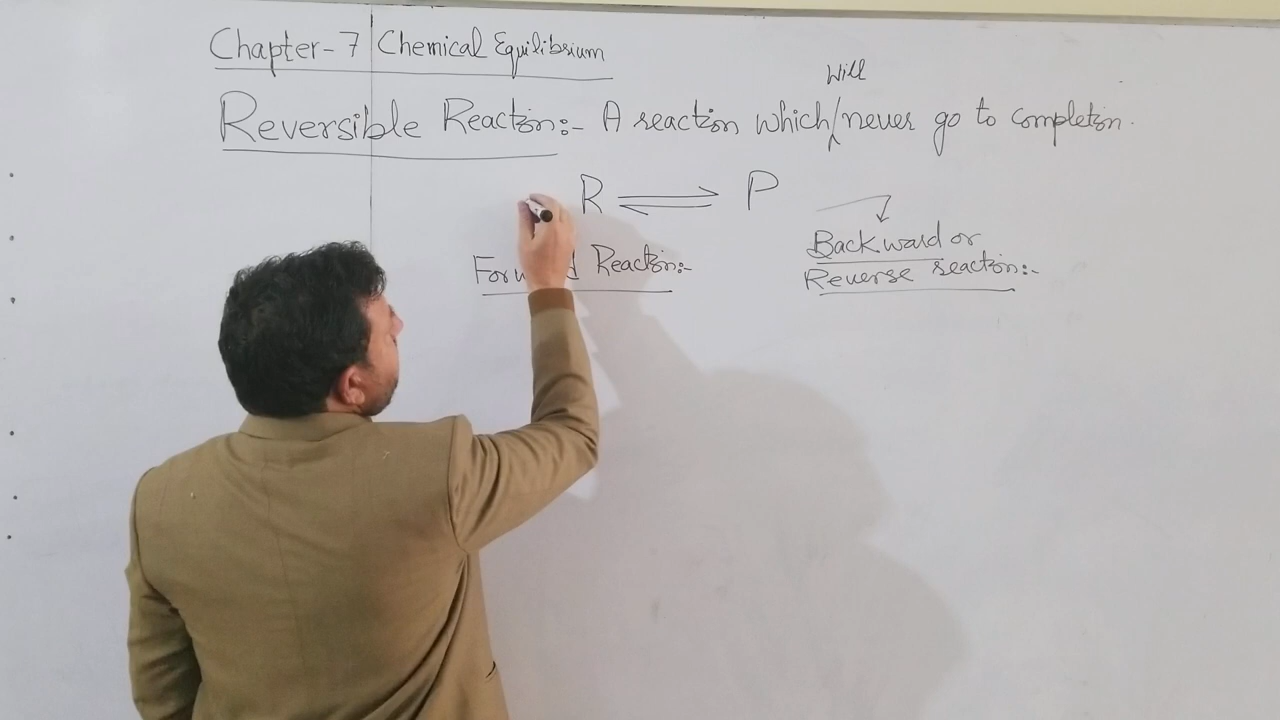 Chapter-7 Chemical Equilibrium
Will
Reversible Reaction:- A reaction which never go to completion.
R ⇌ P
Forward Reaction:-
Backward or
Reverse reaction:-